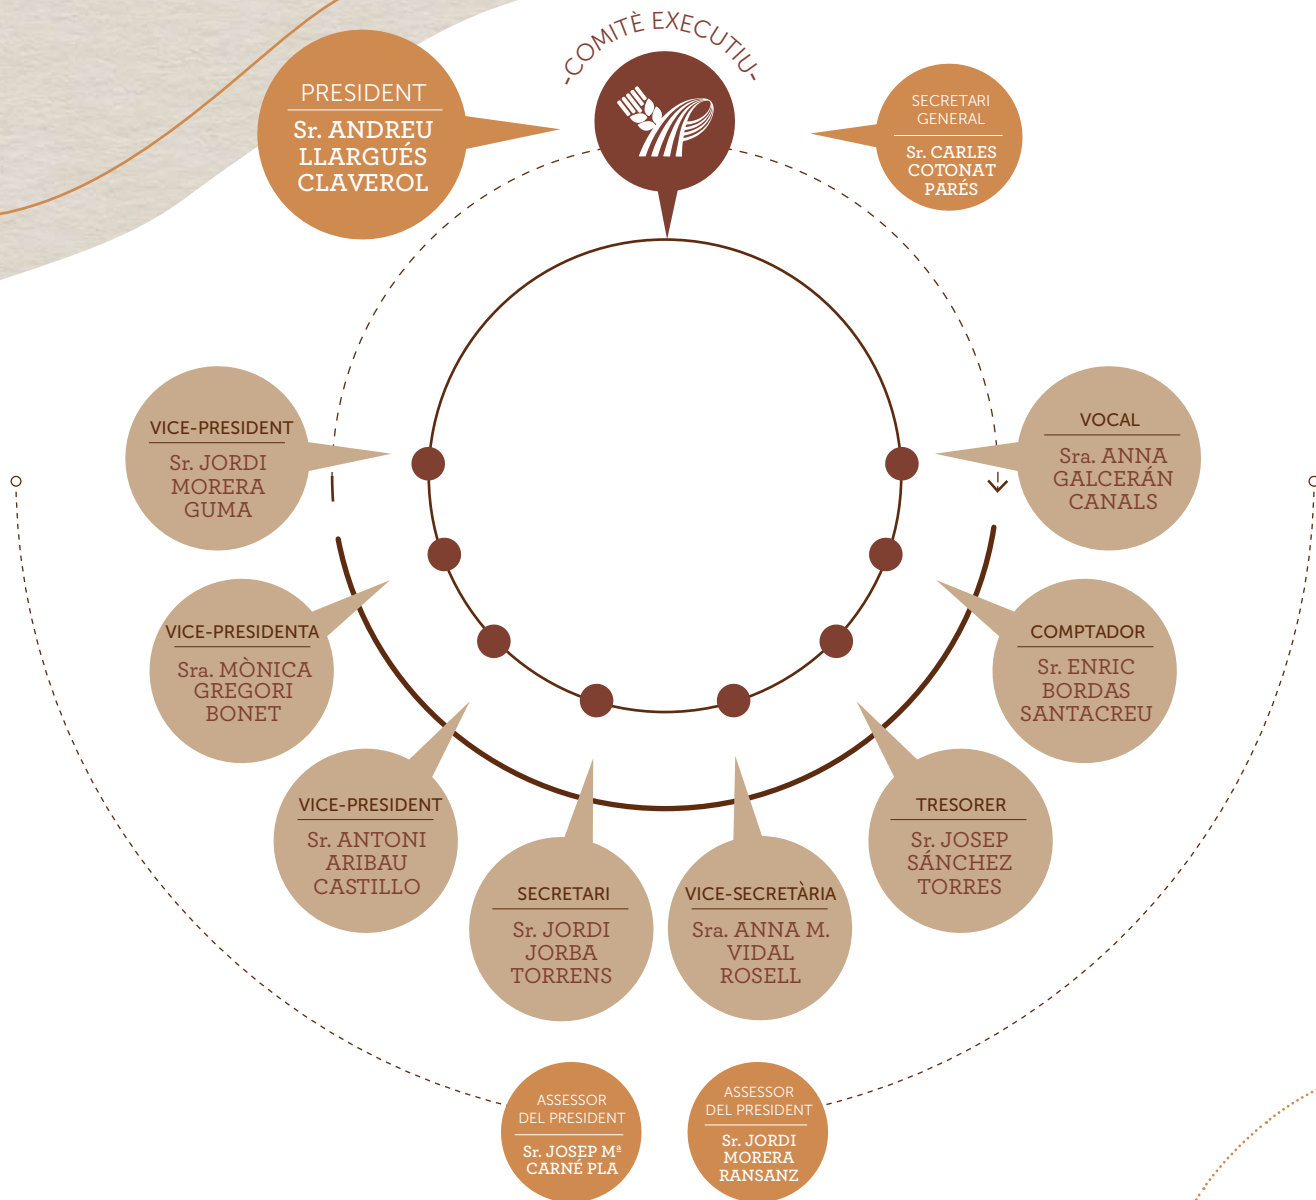 -COMITÈ EXECUTIU-
PRESIDENT
Sr. ANDREU
LLARGUÉS
CLAVEROL
SECRETARI
GENERAL
Sr. CARLES
COTONAT
PARÉS
VICE-PRESIDENT
Sr. JORDI
MORERA
GUMA
VOCAL
Sra. ANNA
GALCERÁN
CANALS
VICE-PRESIDENTA
Sra. MÒNICA
GREGORI
BONET
COMPTADOR
Sr. ENRIC
BORDAS
SANTACREU
VICE-PRESIDENT
Sr. ANTONI
ARIBAU
CASTILLO
TRESORER
Sr. JOSEP
SÁNCHEZ
TORRES
SECRETARI
Sr. JORDI
JORBA
TORRENS
VICE-SECRETÀRIA
Sra. ANNA M.
VIDAL
ROSELL
ASSESSOR
DEL PRESIDENT
Sr. JOSEP Mª
CARNÉ PLA
ASSESSOR
DEL PRESIDENT
Sr. JORDI
MORERA
RANSANZ